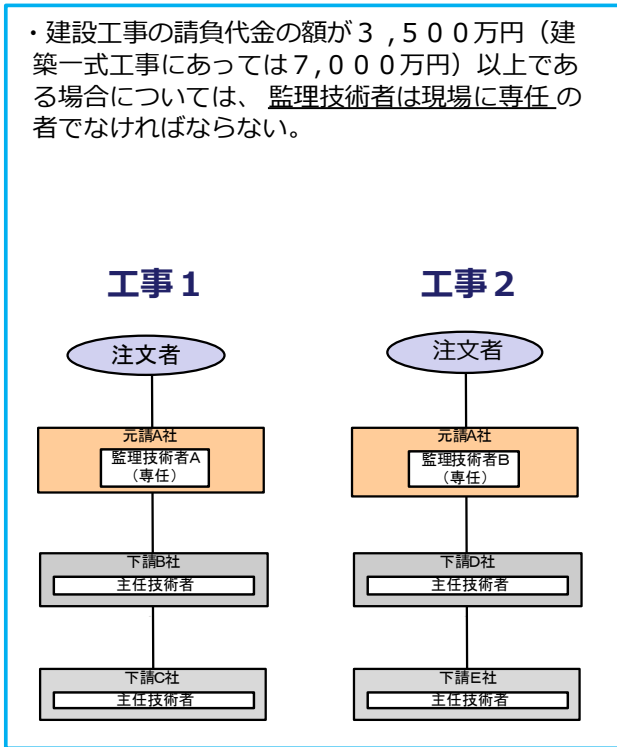 ・建設工事の請負代金の額が３,５００万円（建
築一式工事にあっては７,０００万円）以上であ
る場合については、 監理技術者は現場に専任 の
者でなければならない。
工事１
工事２
注文者
注文者
元請A社
監理技術者A
（専任）
元請A社
監理技術者B
（専任）
下請B社
主任技術者
下請D社
主任技術者
下請C社
主任技術者
下請E社
主任技術者